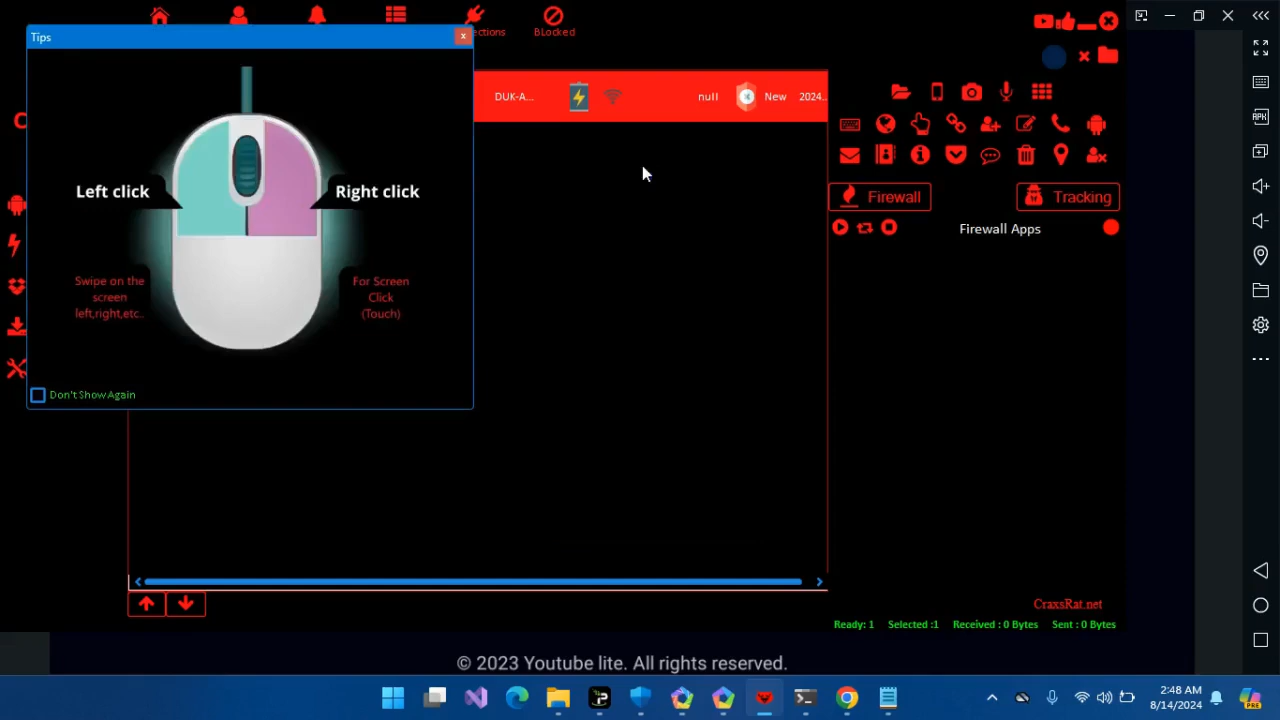 Tips
ections
BLocked
DUK-A...
null
New
2024..
Left click
Right click
Swipe on the
screen
left,right,etc..
For Screen
Click
(Touch)
Don't Show Again
Firewall
Tracking
Firewall Apps
APK
CraxsRat.net
Ready: 1 Selected :1 Received : 0 Bytes Sent : 0 Bytes
© 2023 Youtube lite. All rights reserved.
2:48 AM
8/14/2024
PRE